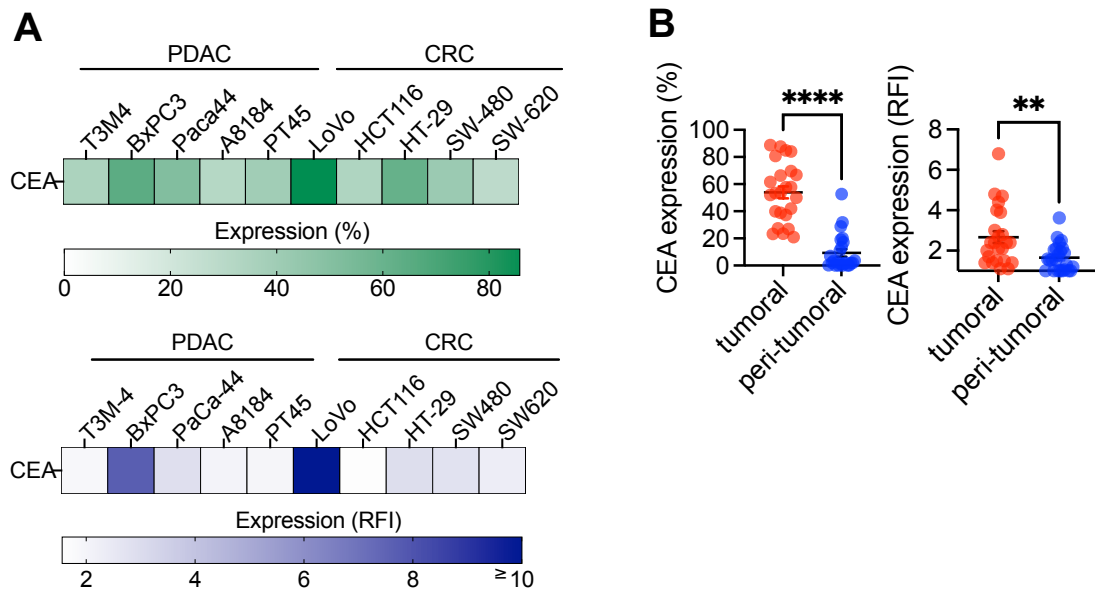 A
PDAC CRC
T3M4 BxPC3 Paca44 A8184 PT45 LoVo HCT116 HT-29 SW-480 SW-620
CEA
Expression (%)
0 20 40 60 80
PDAC CRC
T3M-4 BxPC3 PaCa-44 A8184 PT45 LoVo HCT116 HT-29 SW480 SW620
CEA
Expression (RFI)
2 4 6 8 ≥10
B
CEA expression (%)
****
100
80
60
40
20
0
tumoral
peri-tumoral
CEA expression (RFI)
**
8
6
4
2
tumoral
peri-tumoral